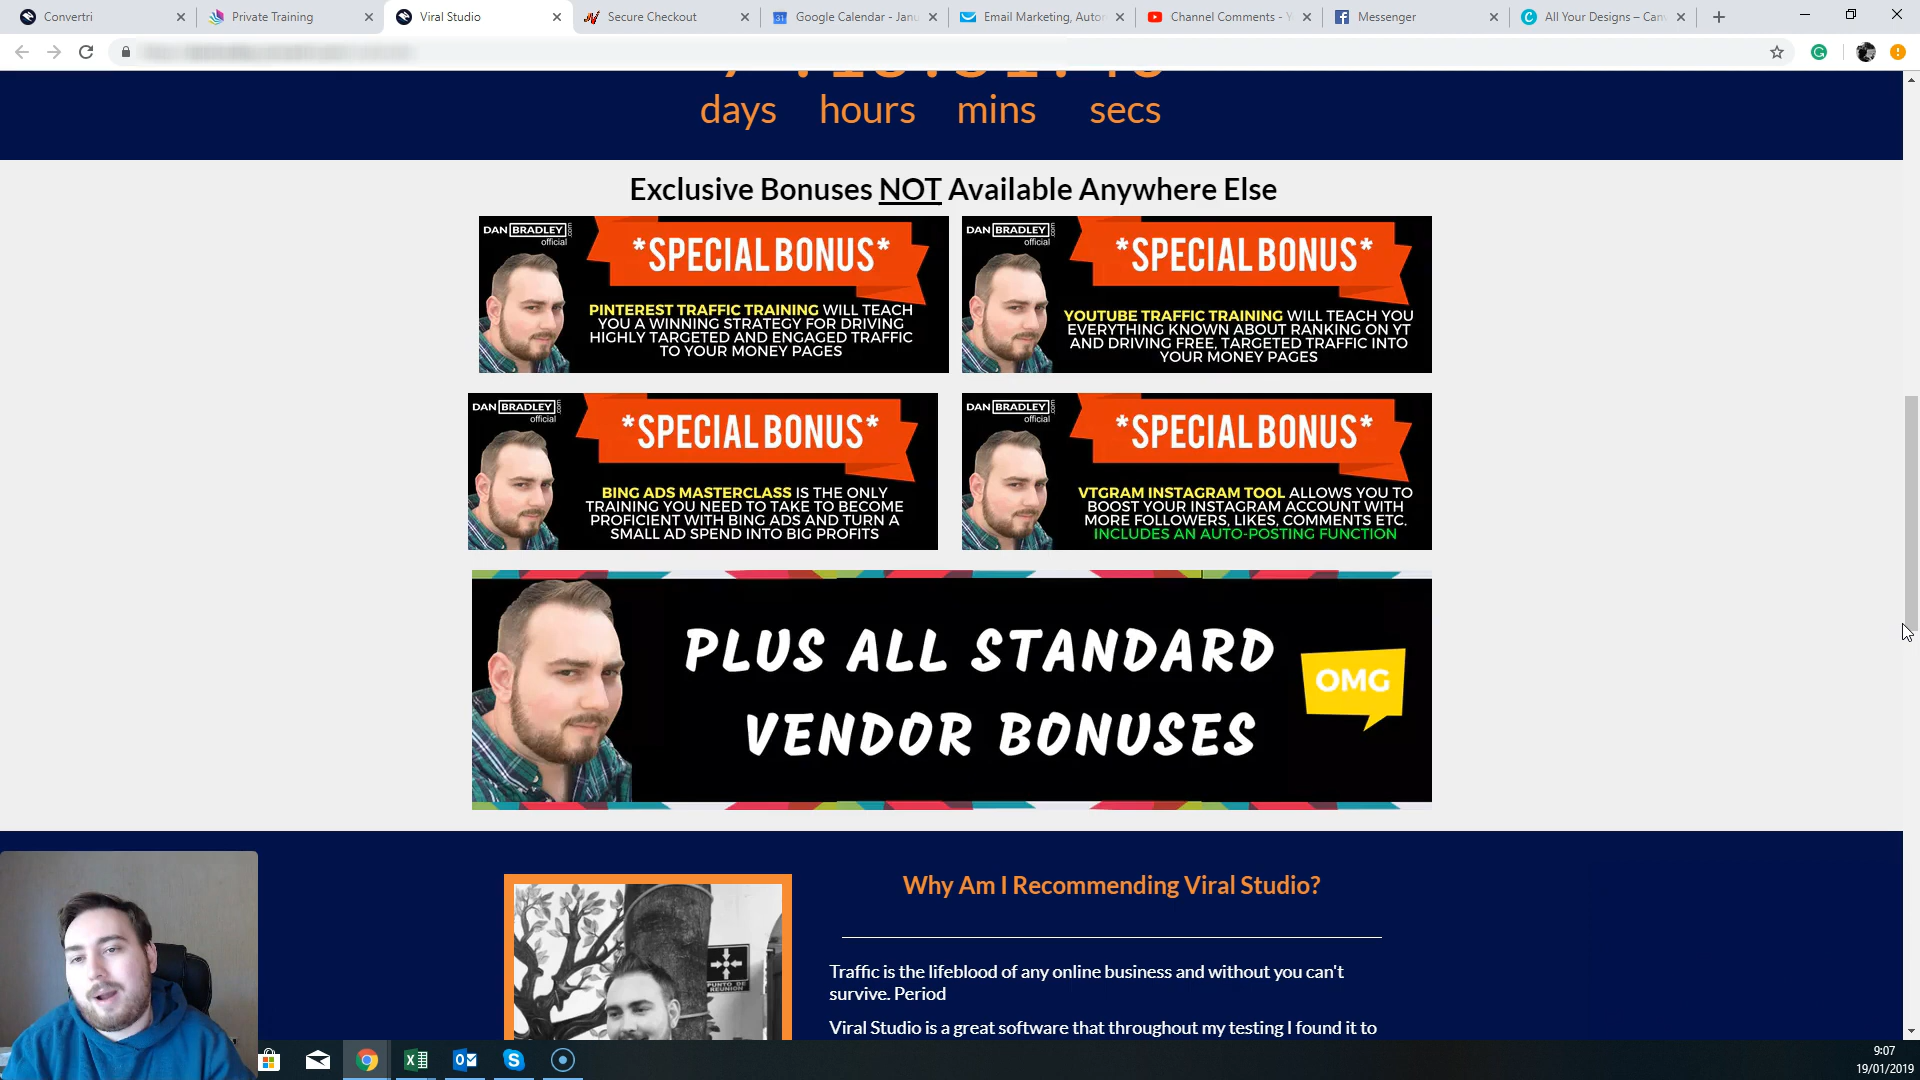 Convertri
Private Training
Viral Studio
Secure Checkout
Google Calendar - Janu
Email Marketing, Autor
Channel Comments - Y
Messenger
All Your Designs – Can
days hours mins secs
Exclusive Bonuses NOT Available Anywhere Else
DAN BRADLEY .com
official
*SPECIAL BONUS*
PINTEREST TRAFFIC TRAINING WILL TEACH
YOU A WINNING STRATEGY FOR DRIVING
HIGHLY TARGETED AND ENGAGED TRAFFIC
TO YOUR MONEY PAGES
DAN BRADLEY .com
official
*SPECIAL BONUS*
YOUTUBE TRAFFIC TRAINING WILL TEACH YOU
EVERYTHING KNOWN ABOUT RANKING ON YT
AND DRIVING FREE, TARGETED TRAFFIC INTO
YOUR MONEY PAGES
DAN BRADLEY .com
official
*SPECIAL BONUS*
BING ADS MASTERCLASS IS THE ONLY
TRAINING YOU NEED TO TAKE TO BECOME
PROFICIENT WITH BING ADS AND TURN A
SMALL AD SPEND INTO BIG PROFITS
DAN BRADLEY .com
official
*SPECIAL BONUS*
VTGRAM INSTAGRAM TOOL ALLOWS YOU TO
BOOST YOUR INSTAGRAM ACCOUNT WITH
MORE FOLLOWERS, LIKES, COMMENTS ETC.
INCLUDES AN AUTO-POSTING FUNCTION
PLUS ALL STANDARD
VENDOR BONUSES
OMG
Why Am I Recommending Viral Studio?
Traffic is the lifeblood of any online business and without you can't
survive. Period
Viral Studio is a great software that throughout my testing I found it to
PUNTO DE
REUNION
9:07
19/01/2019